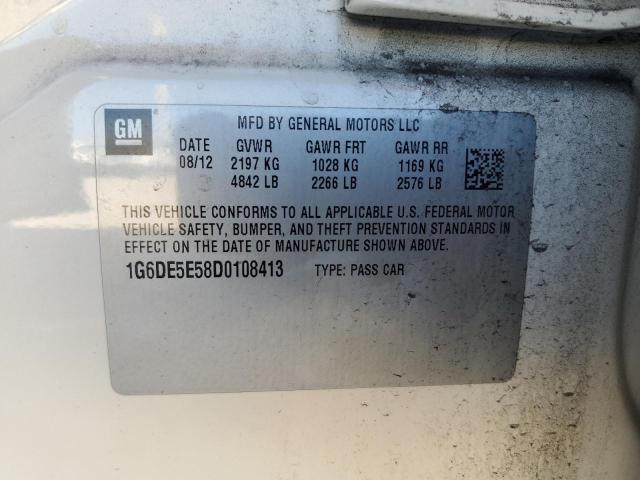 GM
MFD BY GENERAL MOTORS LLC
DATE GVWR GAWR FRT GAWR RR
08/12 2197 KG 1028 KG 1169 KG
4842 LB 2266 LB 2576 LB
THIS VEHICLE CONFORMS TO ALL APPLICABLE U.S. FEDERAL MOTOR
VEHICLE SAFETY, BUMPER, AND THEFT PREVENTION STANDARDS IN
EFFECT ON THE DATE OF MANUFACTURE SHOWN ABOVE.
1G6DE5E58D0108413 TYPE: PASS CAR